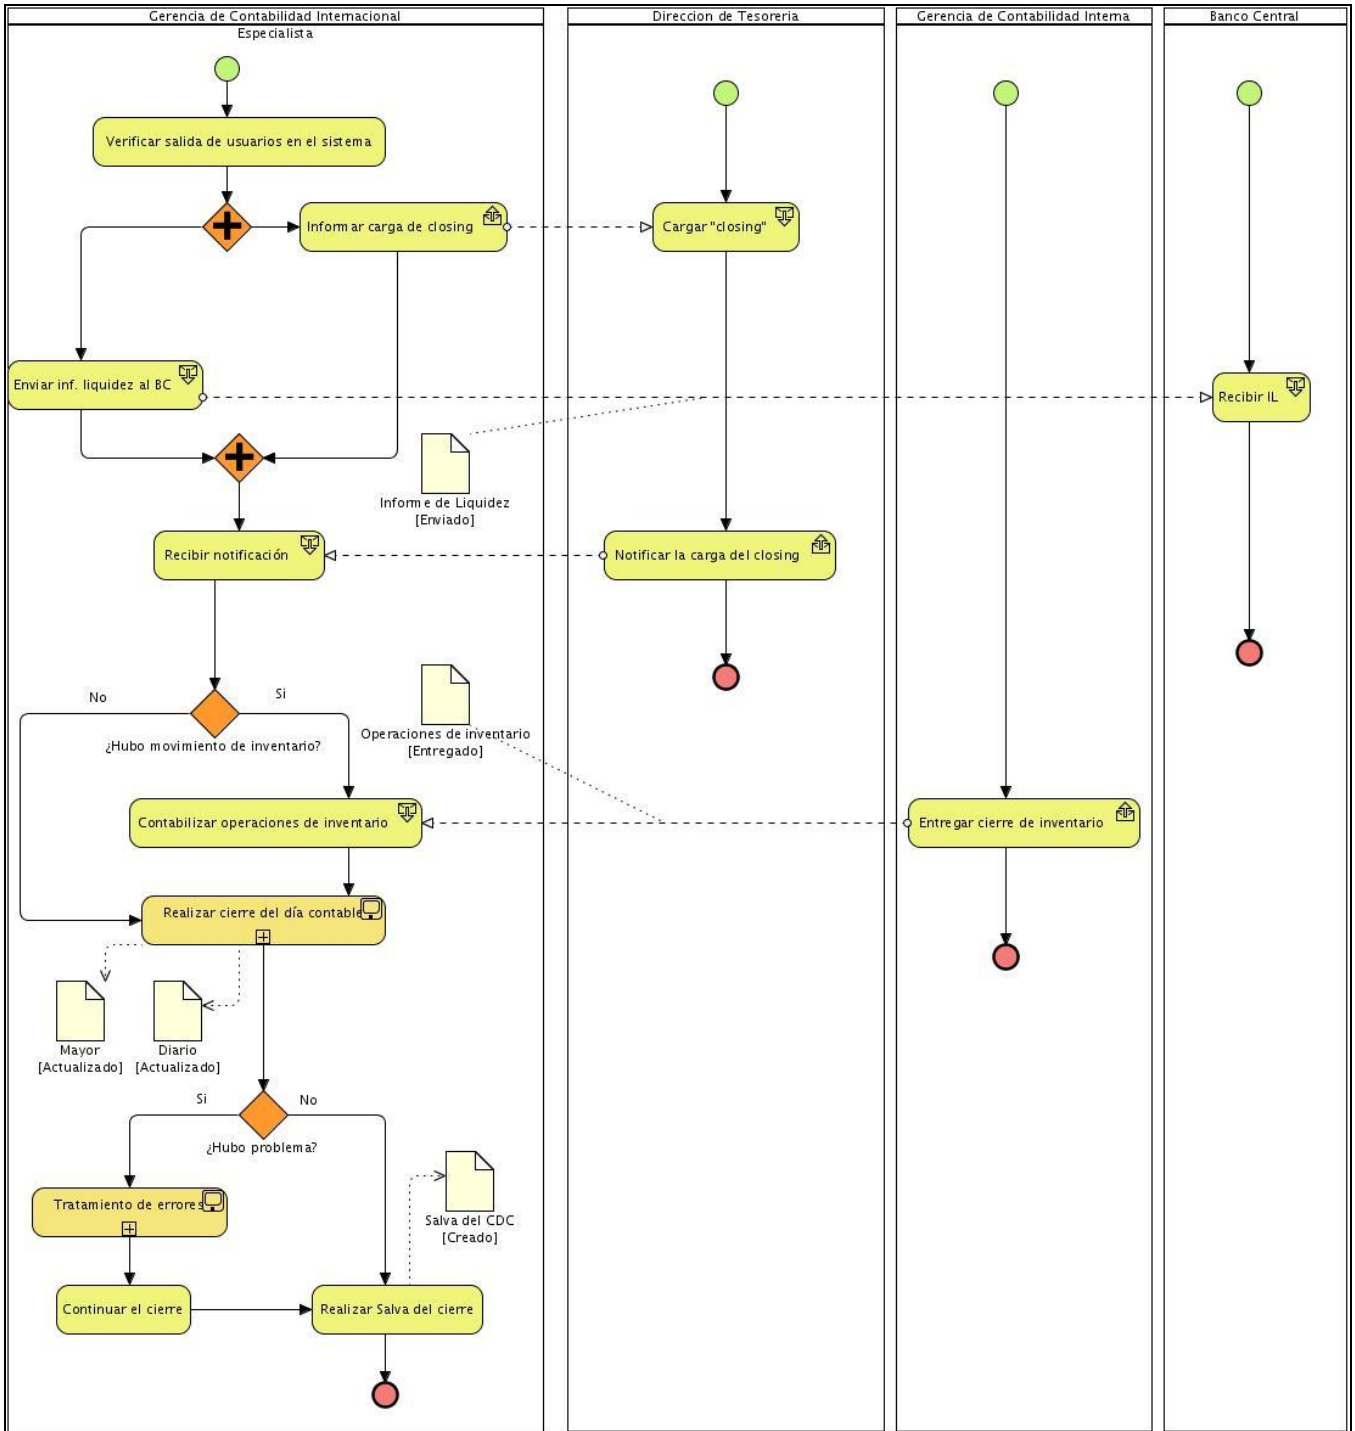 Gerencia de Contabilidad Internacional
Direccion de Tesoreria
Gerencia de Contabilidad Interna
Banco Central
Especialista
Verificar salida de usuarios en el sistema
Informar carga de closing
Cargar "closing"
Enviar inf. liquidez al BC
Recibir IL
Informe de Liquidez
[Enviado]
Recibir notificación
Notificar la carga del closing
No
Si
¿Hubo movimiento de inventario?
Operaciones de inventario
[Entregado]
Contabilizar operaciones de inventario
Entregar cierre de inventario
Realizar cierre del día contable
Mayor
[Actualizado]
Diario
[Actualizado]
Si
No
¿Hubo problema?
Tratamiento de errores
Salva del CDC
[Creado]
Continuar el cierre
Realizar Salva del cierre